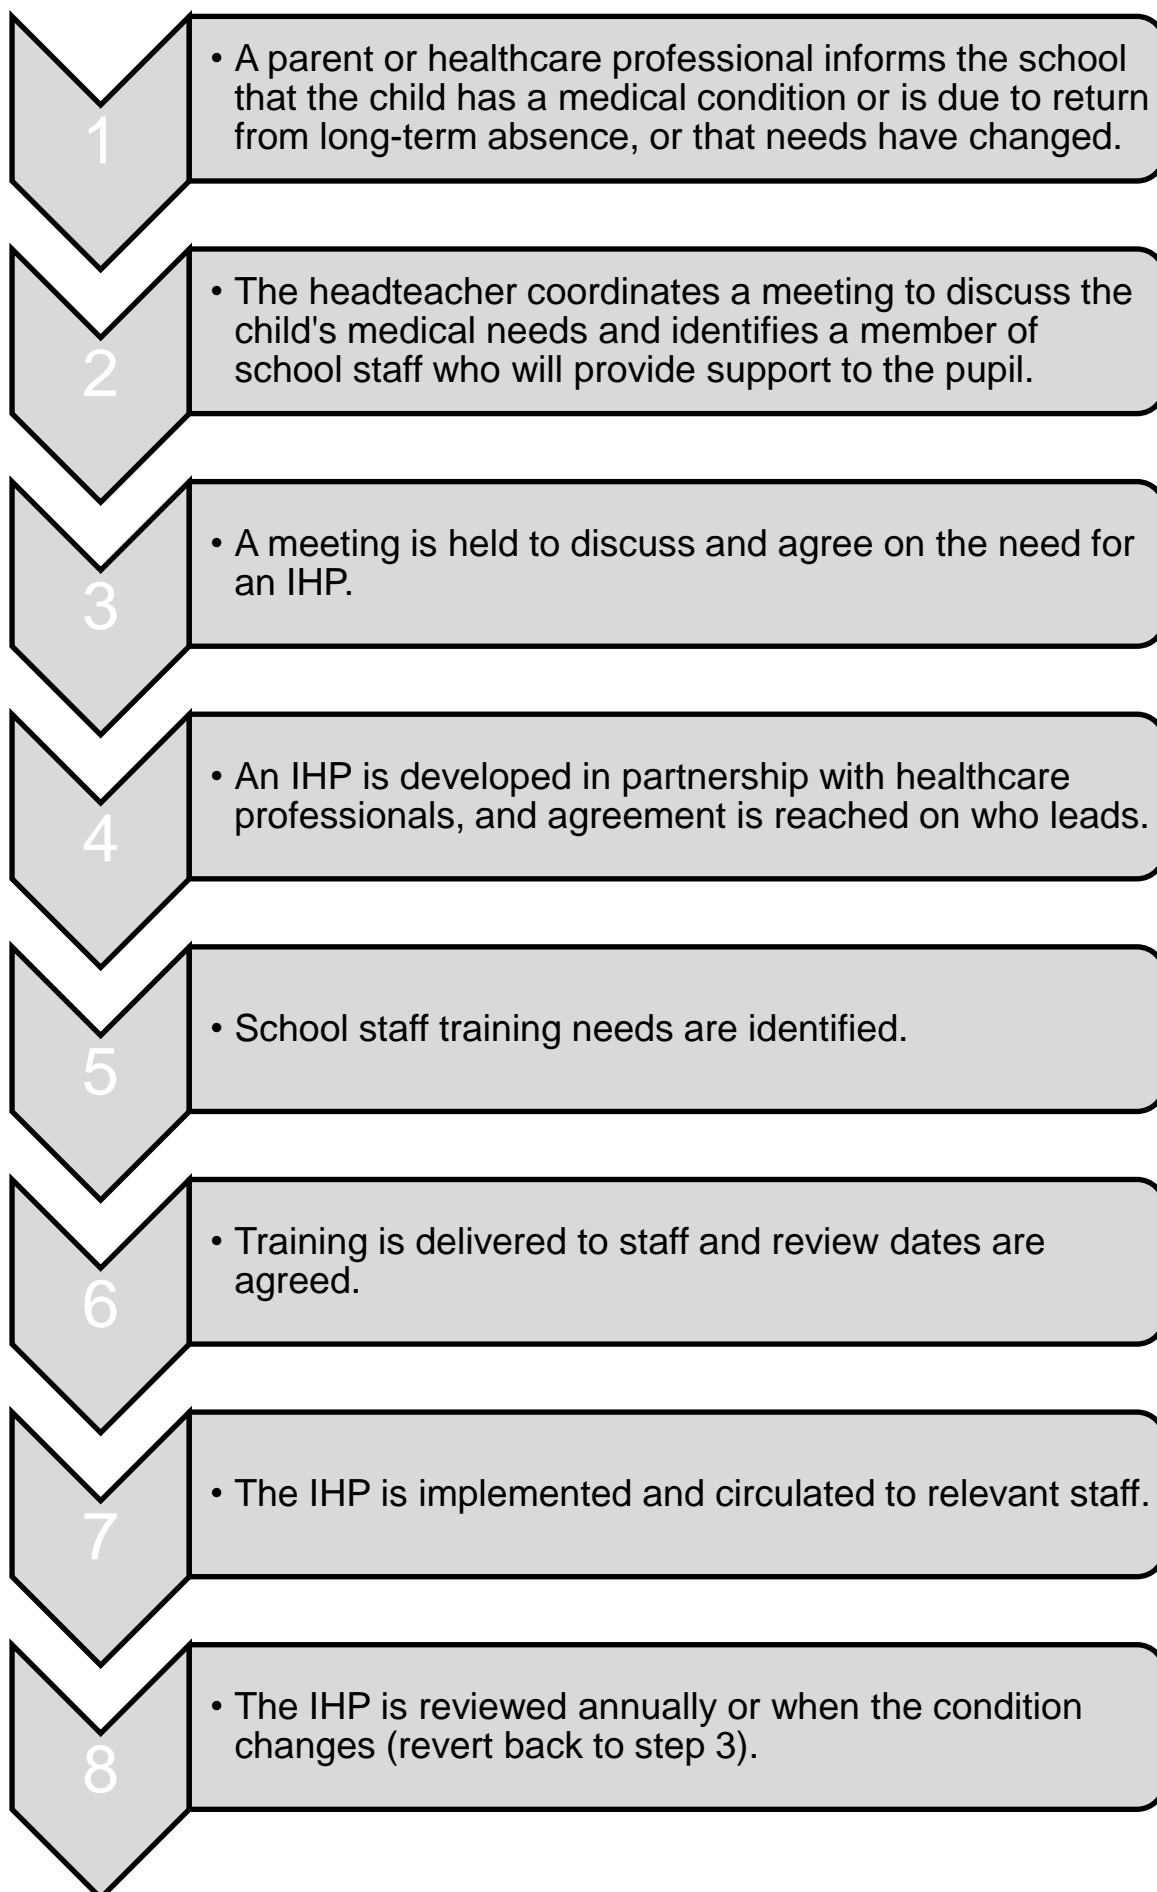 1
• A parent or healthcare professional informs the school
that the child has a medical condition or is due to return
from long-term absence, or that needs have changed.
2
• The headteacher coordinates a meeting to discuss the
child's medical needs and identifies a member of
school staff who will provide support to the pupil.
3
• A meeting is held to discuss and agree on the need for
an IHP.
4
• An IHP is developed in partnership with healthcare
professionals, and agreement is reached on who leads.
5
• School staff training needs are identified.
6
• Training is delivered to staff and review dates are
agreed.
7
• The IHP is implemented and circulated to relevant staff.
8
• The IHP is reviewed annually or when the condition
changes (revert back to step 3).